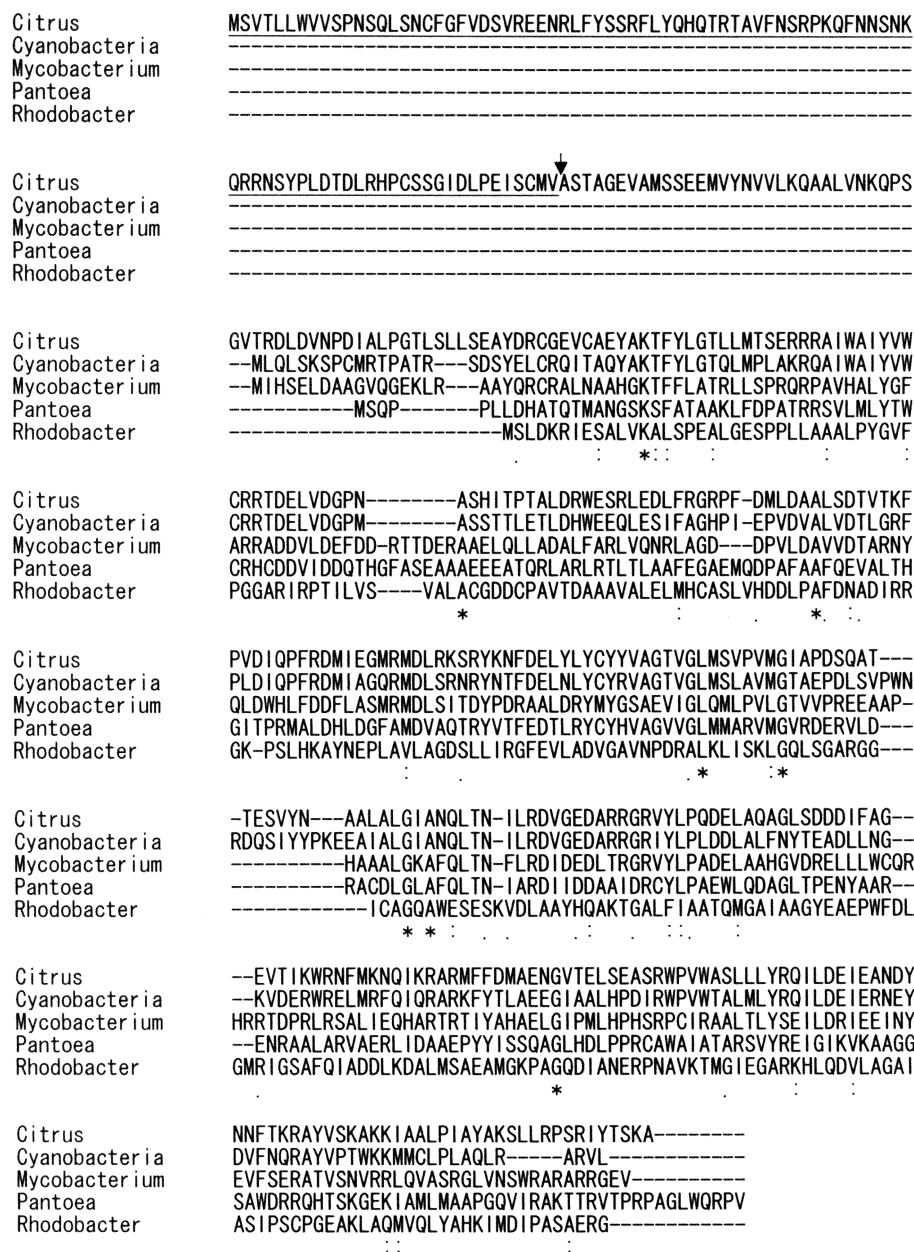 Citrus MSVTLLWVVSPNSQLSNCFGFVDSVREENRLFYSSRFLYQHQTRTAVFNSRPKQFNNSNK
Cyanobacteria ------------------------------------------------------------
Mycobacterium ------------------------------------------------------------
Pantoea ------------------------------------------------------------
Rhodobacter ------------------------------------------------------------
Citrus QRRNSYPLDTDLRHPCSSGIDLPEISCMVASTAGEVAMSSEEMVYNVVLKQAALVNKQPS
Cyanobacteria ------------------------------------------------------------
Mycobacterium ------------------------------------------------------------
Pantoea ------------------------------------------------------------
Rhodobacter ------------------------------------------------------------
Citrus GVTRDLDVNPDIALPGTLSLLSEAYDRCGEVCAEYAKTFYLGTLLMTSERRRAIWAIYVW
Cyanobacteria --MLQLSKSPCMRTPATR---SDSYELCRQITAQYAKTFYLGTQLMPLAKRQAIWAIYVW
Mycobacterium --MIHSELDAAGVQGEKLR---AAYQRCRALNAAHGKTFFLATRLLSPRQRPAVHALYGF
Pantoea -----------MSQP-------PLLDHATQTMANGSKSFATAAKLFDPATRRSVLMLYTW
Rhodobacter ------------------------MSLDKRIESALVKALSPEALGESPPLLAAALPYGVF
. : *:: : : :
Citrus CRRTDELVDGPN--------ASHITPTALDRWESRLEDLFRGRPF-DMLDAALSDTVTKF
Cyanobacteria CRRTDELVDGPM--------ASSTTLETLDHWEEQLESIFAGHPI-EPVDVALVDTLGRF
Mycobacterium ARRADDVLDEFDD-RTTDERAAELQLLADALFARLVQNRLAGD---DPVLDAVVDTARNY
Pantoea CRHCDDVIDDQTHGFASEAAAEEEATQRLARLRTLTLAAFEGAEMQDPAFAAFQEVALTH
Rhodobacter PGGARIRPTILVS----VALACGDDCPAVTDAAAVALELMHCASLVHDDLPAFDNADIRR
* : . . *. :.
Citrus PVDIQPFRDMIEGMRMDLRKSRYKNFDELYLYCYYVAGTVGLMSVPVMGIAPDSQAT---
Cyanobacteria PLDIQPFRDMIAGQRMDLSRNRYNTFDELNLYCYRVAGTVGLMSLAVMGTAEPDLSVPWN
Mycobacterium QLDWHLFDDFLASMRMDLSITDYPDRAALDRYMYGSAEVIGLQMLPVLGTVVPREEAAP-
Pantoea GITPRMALDHLDGFAMDVAQTRYVTFEDTLRYCYHVAGVVGLMMARVMGVRDERVLD---
Rhodobacter GK-PSLHKAYNEPLAVLAGDSLLIRGFEVLADVGAVNPDRALKLISKLGQLSGARGG---
: . * :*
Citrus -TESVYN---AALALGIANQLTN-ILRDVGEDARRGRVYLPQDELAQAGLSDDDIFAG--
Cyanobacteria RDQSIYYPKEEAIALGIANQLTN-ILRDVGEDARRGRIYLPLDDLALFNYTEADLLNG--
Mycobacterium ----------HAAALGKAFQLTN-FLRDIDEDLTRGRVYLPADELAAHGVDRELLLWCQR
Pantoea ----------RACDLGLAFQLTN-IARDIIDDAAIDRCYLPAEWLQDAGLTPENYAAR--
Rhodobacter ------------ICAGQAWESESKVDLAAYHQAKTGALFIAATQMGAIAAGYEAEPWFDL
* * : . . : . :: . :
Citrus --EVTIKWRNFMKNQIKRARMFFDMAENGVTELSEASRWPVWASLLLYRQILDEIEANDY
Cyanobacteria --KVDERWRELMRFQIQRARKFYTLAEEGIAALHPDIRWPVWTALMLYRQILDEIERNEY
Mycobacterium HRRTDPRLRSALIEQHARTRTIYAHAELGIPMLHPHSRPCIRAALTLYSEILDRIEEINY
Pantoea --ENRAALARVAERLIDAAEPYYISSQAGLHDLPPRCAWAIATARSVYREIGIKVKAAGG
Rhodobacter GMRIGSAFQIADDLKDALMSAEAMGKPAGQDIANERPNAVKTMGIEGARKHLQDVLAGAI
. * . : :
Citrus NNFTKRAYVSKAKKIAALPIAYAKSLLRPSRIYTSKA--------
Cyanobacteria DVFNQRAYVPTWKKMMCLPLAQLR-----ARVL------------
Mycobacterium EVFSERATVSNVRRLQVASRGLVNSWRARARRGEV----------
Pantoea SAWDRRQHTSKGEKIAMLMAAPGQVIRAKTTRVTPRPAGLWQRPV
Rhodobacter ASIPSCPGEAKLAQMVQLYAHKIMDIPASAERG------------
:: :